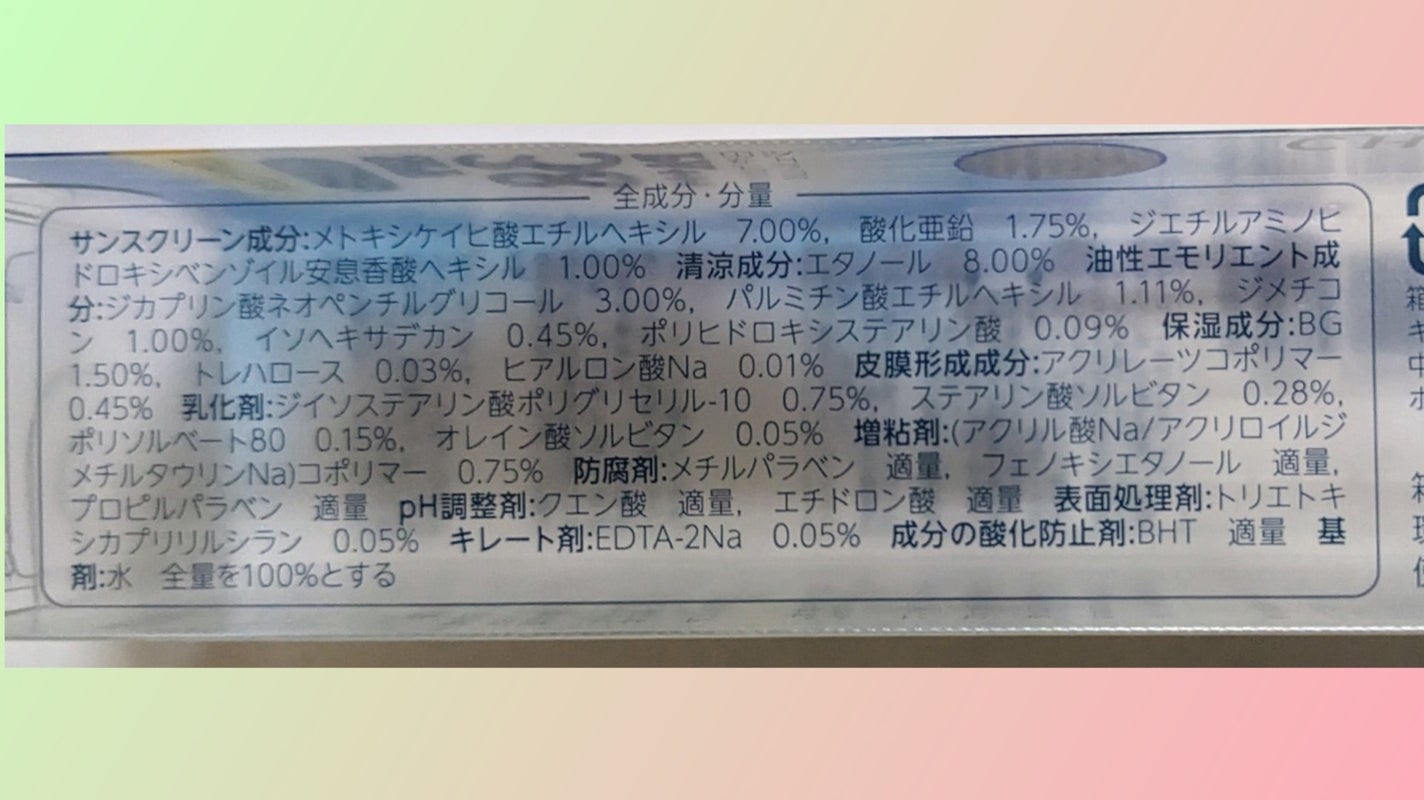 全成分・分量
サンスクリーン成分:メトキシケイヒ酸エチルヘキシル 7.00%, 酸化亜鉛 1.75%, ジエチルアミノヒ
ドロキシベンゾイル安息香酸ヘキシル 1.00% 清涼成分:エタノール 8.00% 油性エモリエント成
分:ジカプリン酸ネオペンチルグリコール 3.00%, パルミチン酸エチルヘキシル 1.11%, ジメチコ
ン 1.00%, イソヘキサデカン 0.45%, ポリヒドロキシステアリン酸 0.09% 保湿成分:BG
1.50%, トレハロース 0.03%, ヒアルロン酸Na 0.01% 皮膜形成成分:アクリレーツコポリマー
0.45% 乳化剤:ジイソステアリン酸ポリグリセリル-10 0.75%, ステアリン酸ソルビタン 0.28%,
ポリソルベート80 0.15%, オレイン酸ソルビタン 0.05% 増粘剤:(アクリル酸Na/アクリロイルジ
メチルタウリンNa)コポリマー 0.75% 防腐剤:メチルパラベン 適量, フェノキシエタノール 適量,
プロピルパラベン 適量 pH調整剤:クエン酸 適量, エチドロン酸 適量 表面処理剤:トリエトキ
シカプリリルシラン 0.05% キレート剤:EDTA-2Na 0.05% 成分の酸化防止剤:BHT 適量 基
剤:水 全量を100%とする